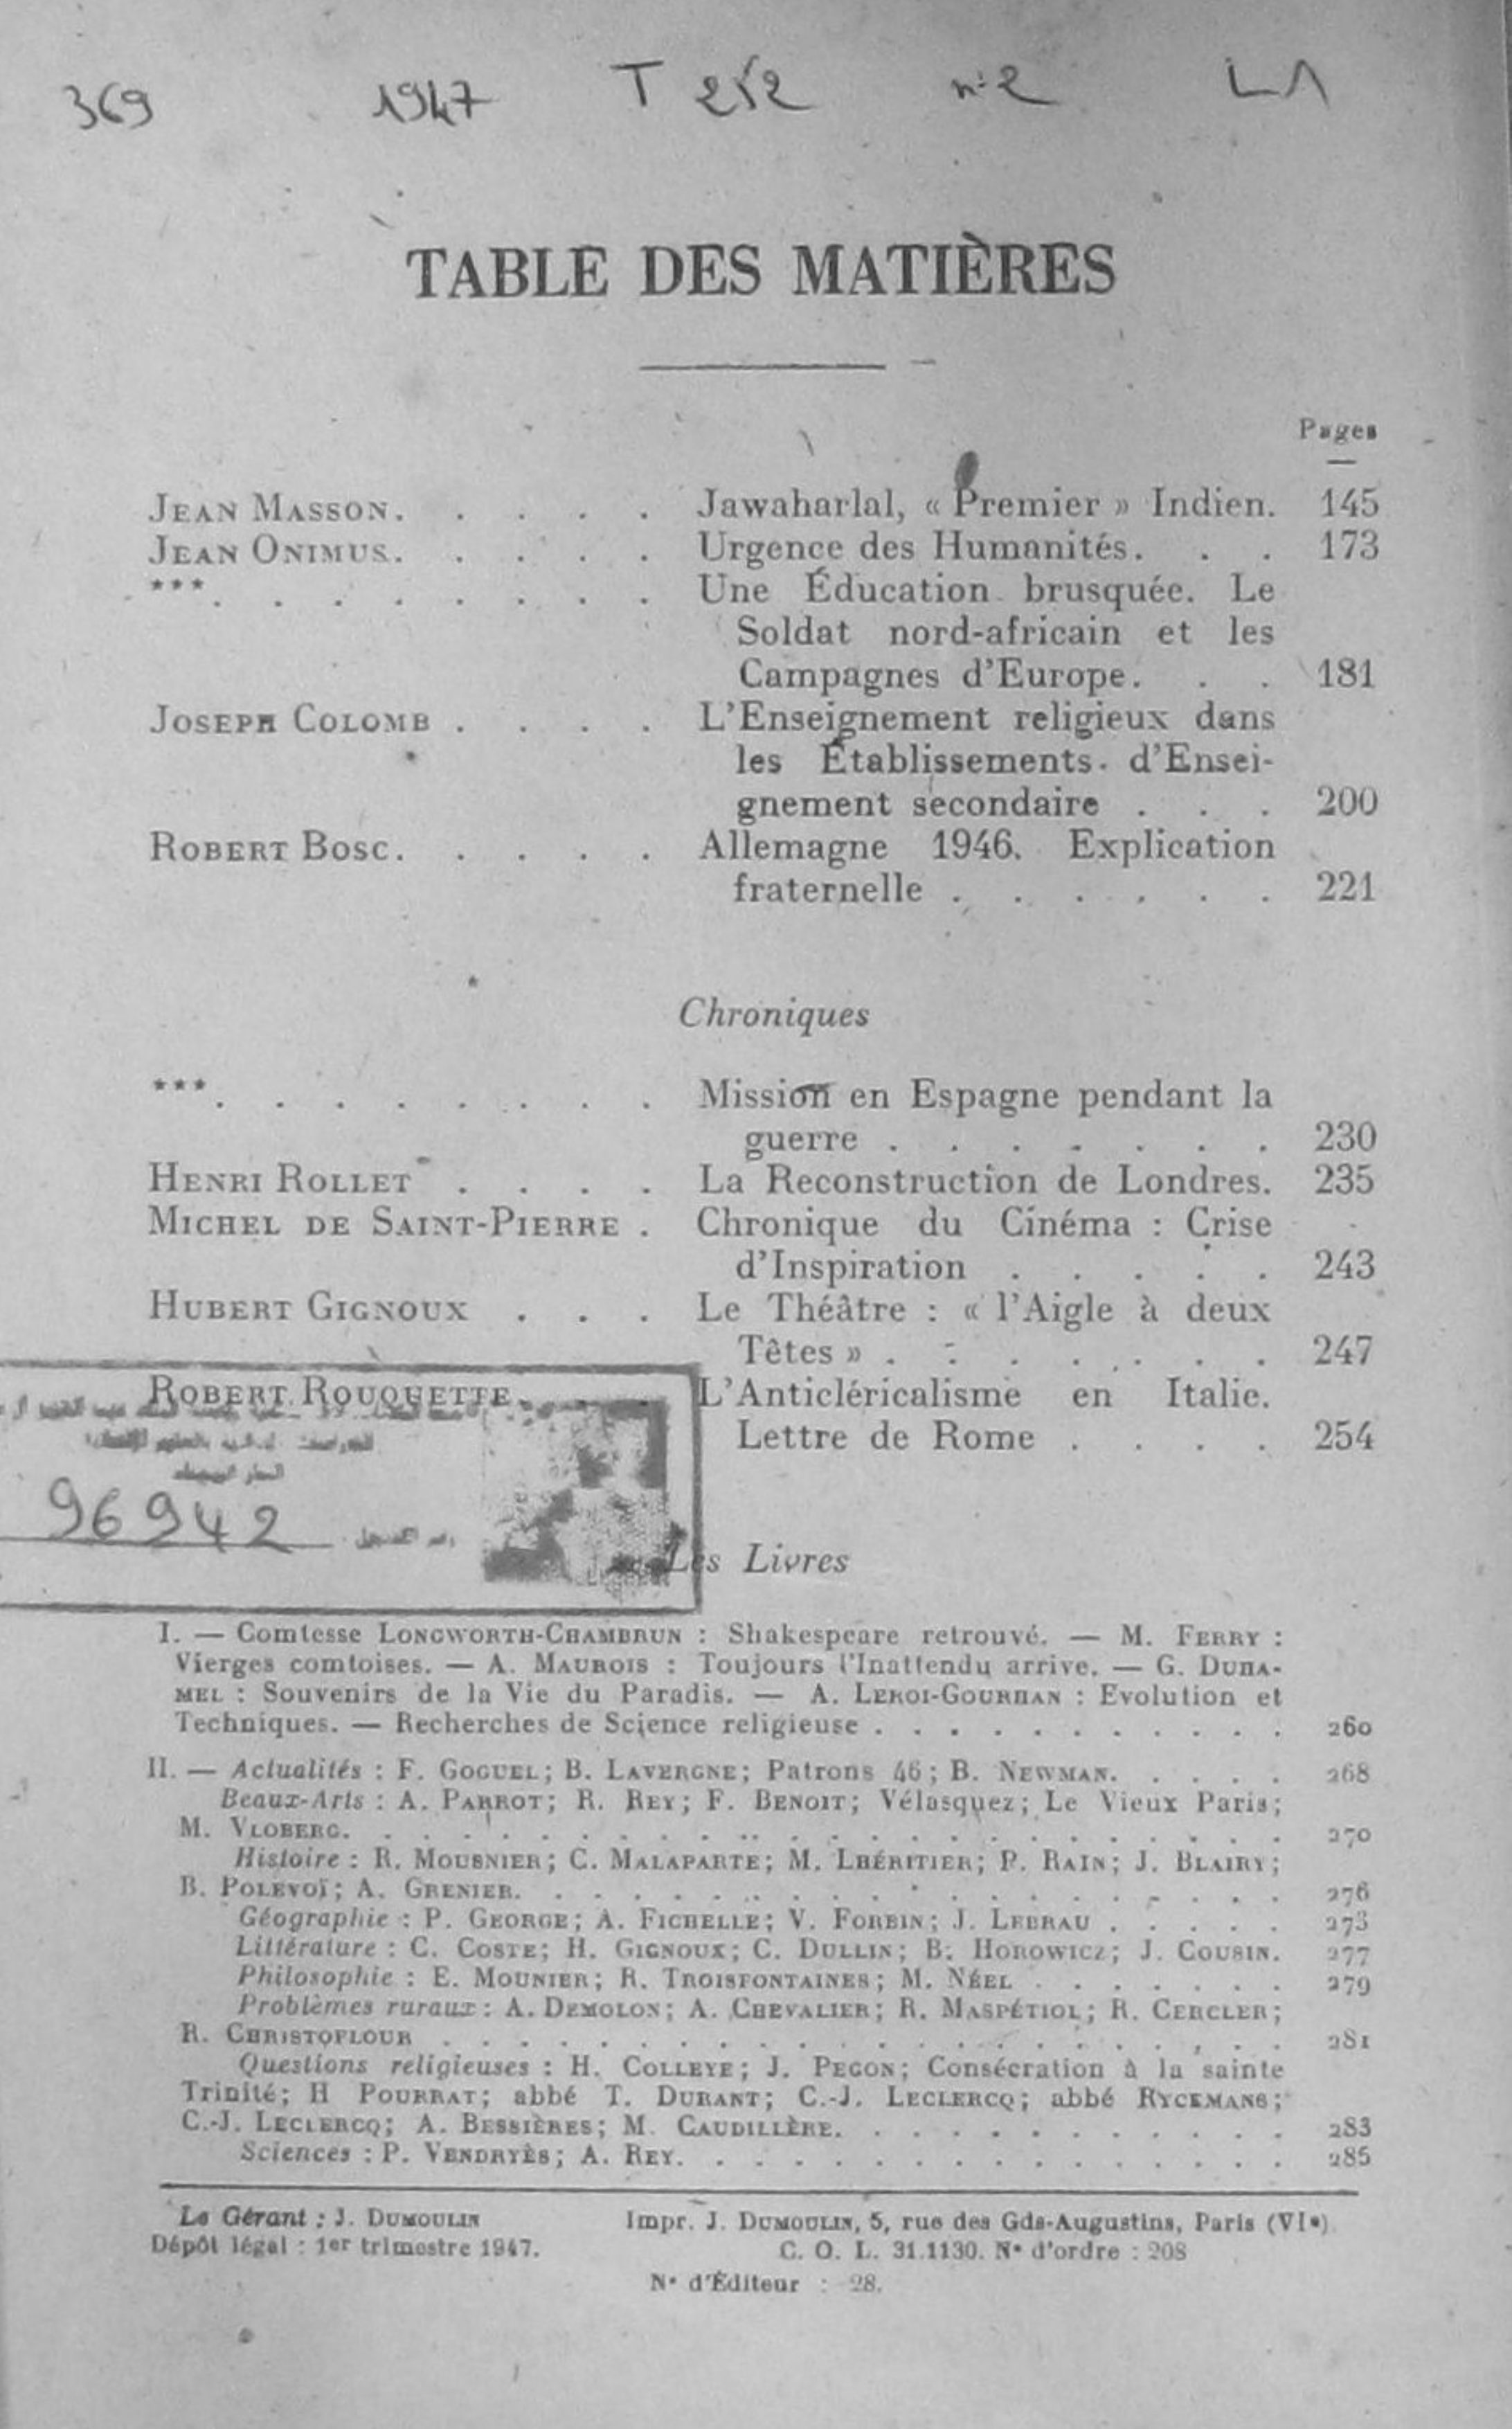 369 1947 T 252 n°2 L1
TABLE DES MATIÈRES
Pages
JEAN MASSON. . . . . Jawaharlal, « Premier » Indien. 145
JEAN ONIMUS. . . . . Urgence des Humanités. . . 173
***. . . . . . . . Une Éducation brusquée. Le
Soldat nord-africain et les
Campagnes d'Europe. . . 181
JOSEPH COLOMB . . . . L'Enseignement religieux dans
les Établissements d'Ensei-
gnement secondaire . . . 200
ROBERT BOSC. . . . . Allemagne 1946. Explication
fraternelle . . . . . . 221
Chroniques
***. . . . . . . . Mission en Espagne pendant la
guerre . . . . . . . 230
HENRI ROLLET . . . . La Reconstruction de Londres. 235
MICHEL DE SAINT-PIERRE . Chronique du Cinéma : Crise
d'Inspiration . . . . . 243
HUBERT GIGNOUX . . . Le Théâtre : « l'Aigle à deux
Têtes » . . . . . . . 247
ROBERT ROUQUETTE. . . L'Anticléricalisme en Italie.
Lettre de Rome . . . . 254
96942
Les Livres
I. — Comtesse LONGWORTH-CHAMBRUN : Shakespeare retrouvé. — M. FERRY :
Vierges comtoises. — A. MAUROIS : Toujours l'Inattendu arrive. — G. DUHA-
MEL : Souvenirs de la Vie du Paradis. — A. LEROI-GOURHAN : Evolution et
Techniques. — Recherches de Science religieuse . . . . . . . . . . . 260
II. — Actualités : F. GOGUEL; B. LAVERGNE; Patrons 46; B. NEWMAN. . . . . 268
Beaux-Arts : A. PARROT; R. REY; F. BENOIT; Vélasquez; Le Vieux Paris;
M. VLOBERG. . . . . . . . . . . . . . . . . . . . . . . . 270
Histoire : R. MOUSNIER; C. MALAPARTE; M. LHÉRITIER; P. RAIN; J. BLAIRY;
B. POLEVOÏ; A. GRENIER. . . . . . . . . . . . . . . . . . . . 276
Géographie : P. GEORGE; A. FICHELLE; V. FORBIN; J. LEBRAU . . . . . 273
Littérature : C. COSTE; H. GIGNOUX; C. DULLIN; B. HOROWICZ; J. COUSIN. 277
Philosophie : E. MOUNIER; R. TROISFONTAINES; M. NÉEL . . . . . . . 279
Problèmes ruraux : A. DEMOLON; A. CHEVALIER; R. MASPÉTIOL; R. CERCLER;
R. CHRISTOFLOUR . . . . . . . . . . . . . . . . . . . . . . 281
Questions religieuses : H. COLLEYE; J. PEGON; Consécration à la sainte
Trinité; H POURRAT; abbé T. DURANT; C.-J. LECLERCQ; abbé RYCKMANS;
C.-J. LECLERCQ; A. BESSIÈRES; M. CAUDILLÈRE. . . . . . . . . . . . 283
Sciences : P. VENDRYÈS; A. REY. . . . . . . . . . . . . . . . 285
Le Gérant : J. DUMOULIN Impr. J. DUMOULIN, 5, rue des Gds-Augustins, Paris (VIe)
Dépôt légal : 1er trimestre 1947. C. O. L. 31.1130. N° d'ordre : 208
N° d'Éditeur : 28.